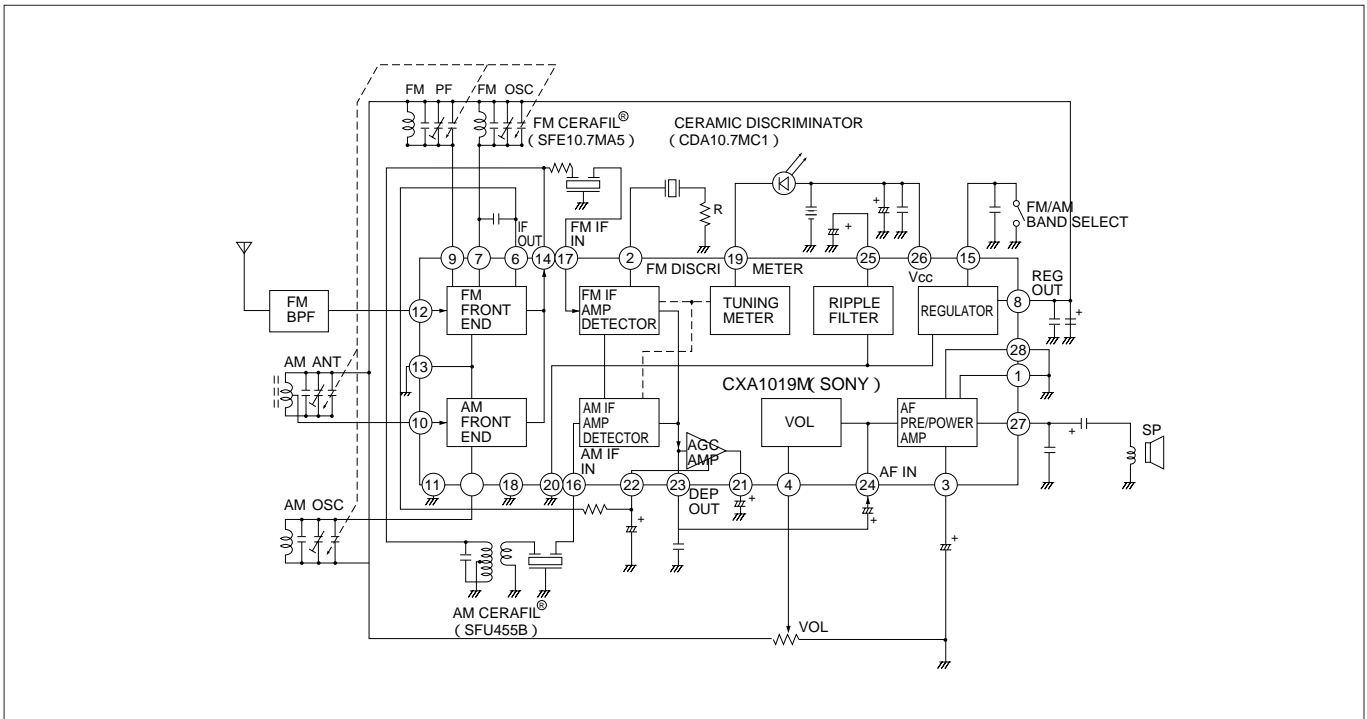 FM PF
FM OSC
FM CERAFIL®
( SFE10.7MA5 )
CERAMIC DISCRIMINATOR
( CDA10.7MC1 )
R
+
+
FM/AM
BAND SELECT
IF
OUT
FM IF
IN
9
7
6
14
17
2
FM DISCRI
19
METER
25
26
Vcc
15
REG
OUT
8
+
FM
BPF
12
FM
FRONT
END
FM IF
AMP
DETECTOR
TUNING
METER
RIPPLE
FILTER
REGULATOR
AM ANT
13
28
1
CXA1019M( SONY )
10
AM
FRONT
END
AM IF
AMP
DETECTOR
VOL
AF
PRE/POWER
AMP
27
+
SP
AM IF
IN
AGC
AMP
AF IN
11
18
20
16
22
23
DEP
OUT
21
4
24
3
+
+
+
+
AM OSC
AM CERAFIL®
( SFU455B )
VOL